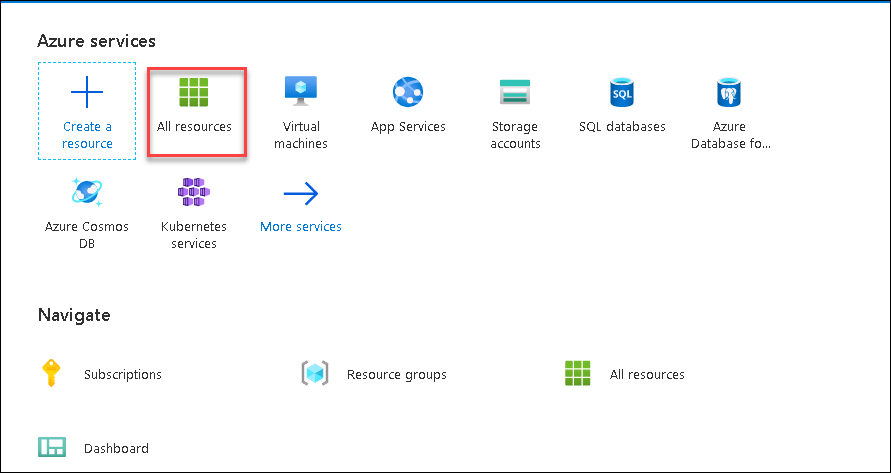 Azure services
Create a
resource
All resources
Virtual
machines
App Services
Storage
accounts
SQL
SQL databases
Azure
Database fo...
Azure Cosmos
DB
Kubernetes
services
More services
Navigate
Subscriptions
Resource groups
All resources
Dashboard